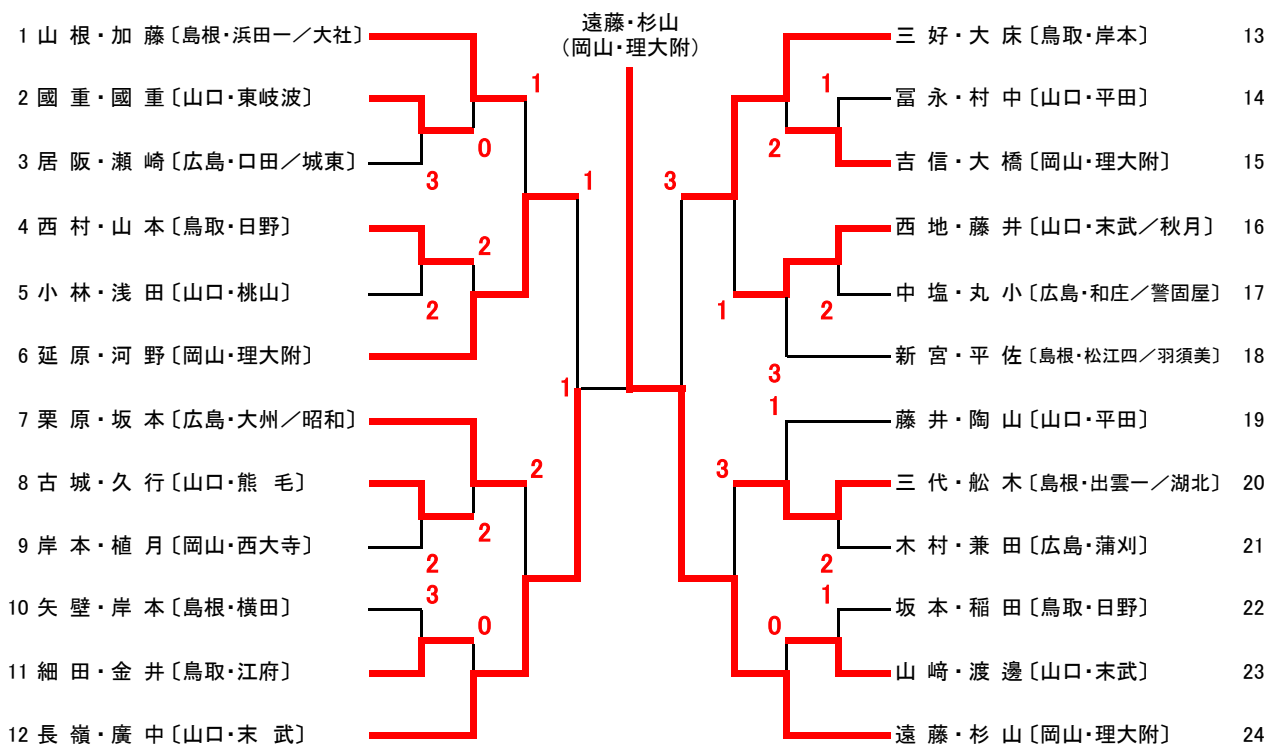 遠藤・杉山
（岡山・理大附）
1 山 根・加 藤〔島根・浜田一／大社〕
2 國 重・國 重〔山口・東岐波〕
3 居 阪・瀬 崎〔広島・口田／城東〕
4 西 村・山 本〔鳥取・日野〕
5 小 林・浅 田〔山口・桃山〕
6 延 原・河 野〔岡山・理大附〕
7 栗 原・坂 本〔広島・大州／昭和〕
8 古 城・久 行〔山口・熊 毛〕
9 岸 本・植 月〔岡山・西大寺〕
10 矢 壁・岸 本〔島根・横田〕
11 細 田・金 井〔鳥取・江府〕
12 長 嶺・廣 中〔山口・末 武〕
1
0
3
1
2
2
1
2
2
2
3
0
三 好・大 床〔鳥取・岸本〕 13
冨 永・村 中〔山口・平田〕 14
吉 信・大 橋〔岡山・理大附〕 15
西 地・藤 井〔山口・末武／秋月〕 16
中 塩・丸 小〔広島・和庄／警固屋〕 17
新 宮・平 佐〔島根・松江四／羽須美〕 18
藤 井・陶 山〔山口・平田〕 19
三 代・舩 木〔島根・出雲一／湖北〕 20
木 村・兼 田〔広島・蒲刈〕 21
坂 本・稲 田〔鳥取・日野〕 22
山 﨑・渡 邊〔山口・末武〕 23
遠 藤・杉 山〔岡山・理大附〕 24
1
2
3
1
2
3
1
3
2
1
0